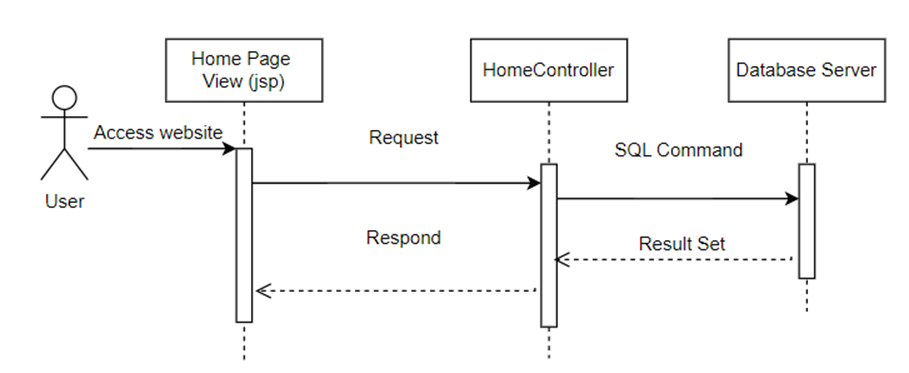 Home Page
View (jsp)
HomeController
Database Server
Access website
Request
SQL Command
User
Respond
Result Set